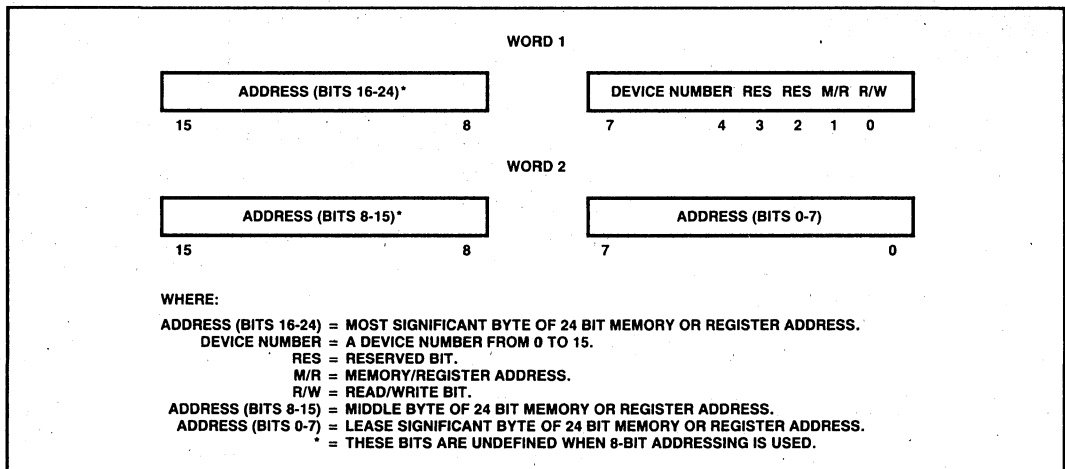 WORD 1
ADDRESS (BITS 16-24)* DEVICE NUMBER RES RES M/R R/W
15 8 7 4 3 2 1 0
WORD 2
ADDRESS (BITS 8-15)* ADDRESS (BITS 0-7)
15 8 7 0
WHERE:
ADDRESS (BITS 16-24) = MOST SIGNIFICANT BYTE OF 24 BIT MEMORY OR REGISTER ADDRESS.
DEVICE NUMBER = A DEVICE NUMBER FROM 0 TO 15.
RES = RESERVED BIT.
M/R = MEMORY/REGISTER ADDRESS.
R/W = READ/WRITE BIT.
ADDRESS (BITS 8-15) = MIDDLE BYTE OF 24 BIT MEMORY OR REGISTER ADDRESS.
ADDRESS (BITS 0-7) = LEASE SIGNIFICANT BYTE OF 24 BIT MEMORY OR REGISTER ADDRESS.
* = THESE BITS ARE UNDEFINED WHEN 8-BIT ADDRESSING IS USED.